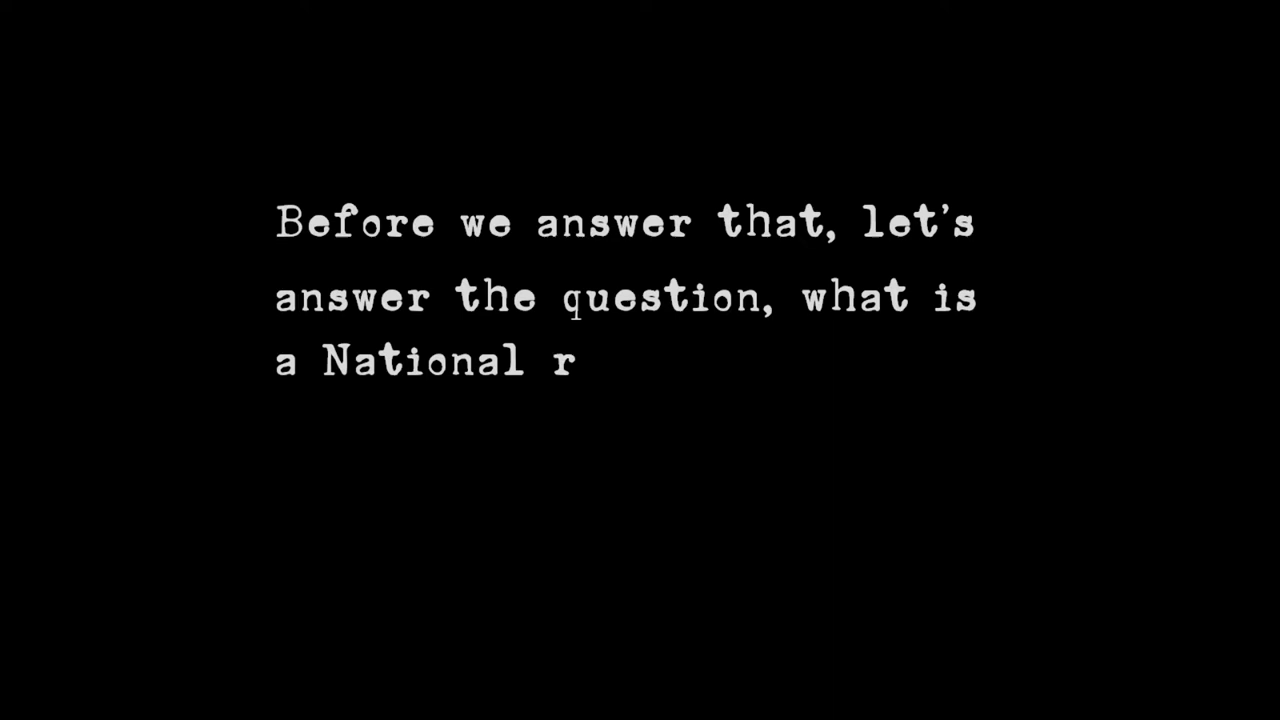 Before we answer that, let's
answer the question, what is
a National r